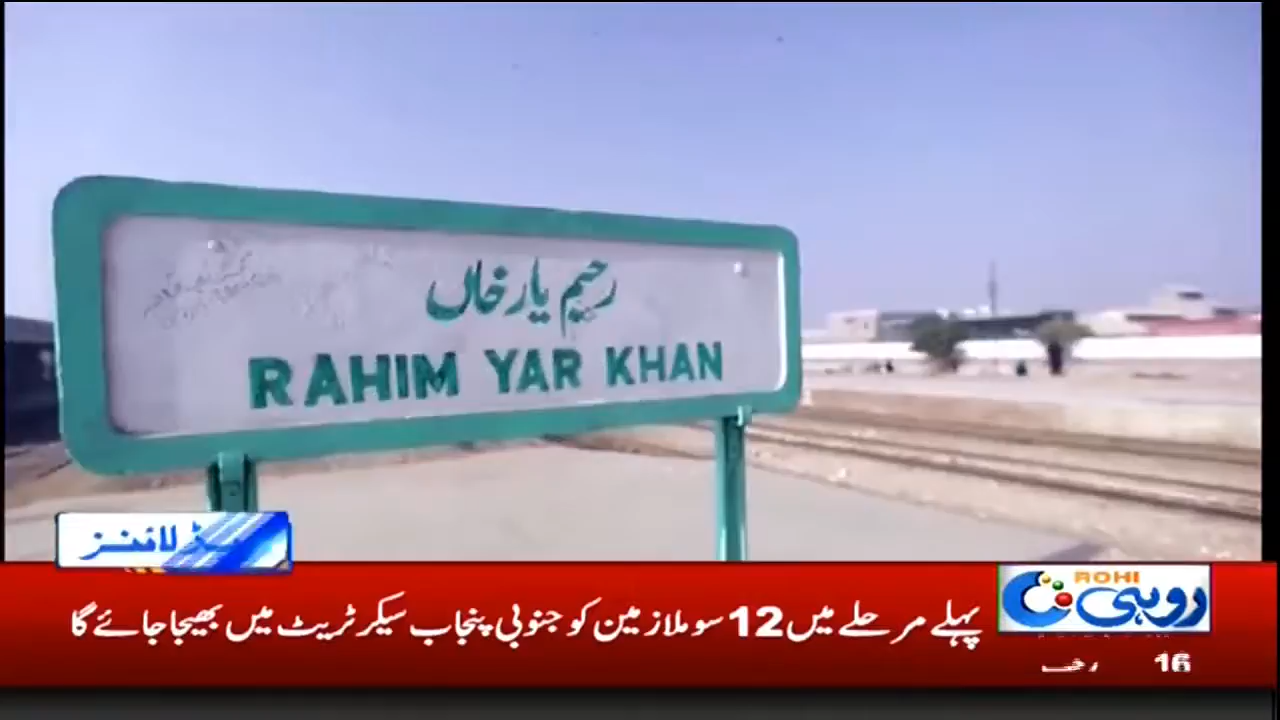 رحیم یار خاں
RAHIM YAR KHAN
ہیڈ لائنز
ROHI
روہی
پہلے مرحلے میں 12 سو ملازمین کو جنوبی پنجاب سیکرٹریٹ میں بھیجا جائے گا
16